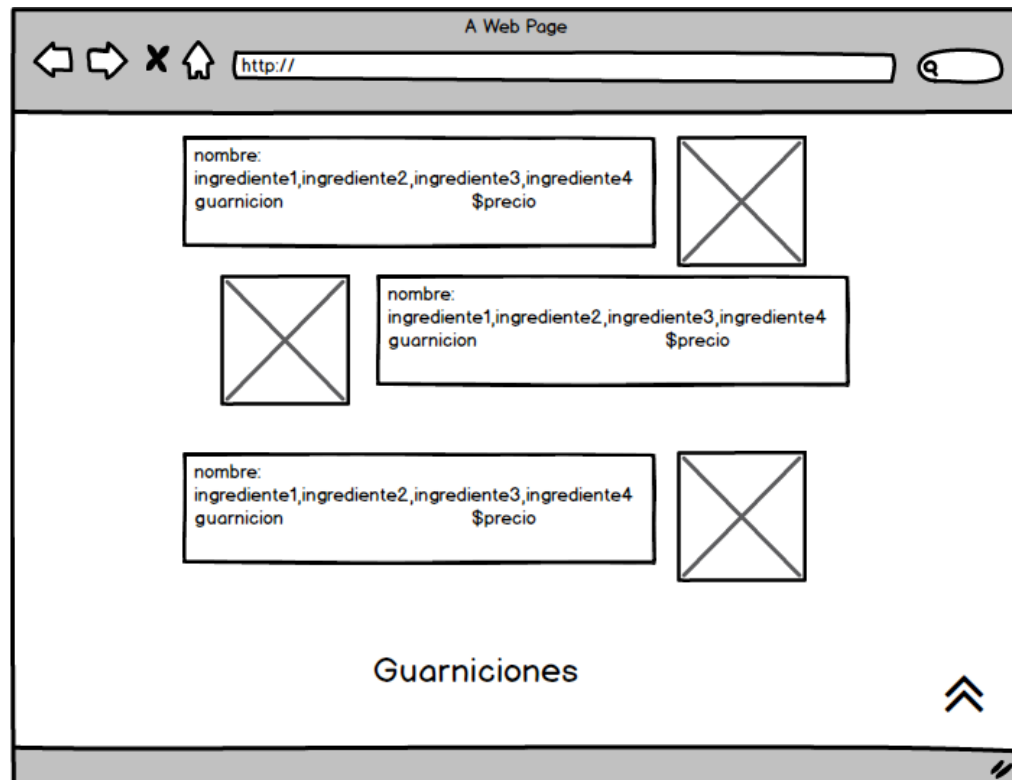 A Web Page
http://
nombre:
ingrediente1,ingrediente2,ingrediente3,ingrediente4
guarnicion $precio
nombre:
ingrediente1,ingrediente2,ingrediente3,ingrediente4
guarnicion $precio
nombre:
ingrediente1,ingrediente2,ingrediente3,ingrediente4
guarnicion $precio
Guarniciones